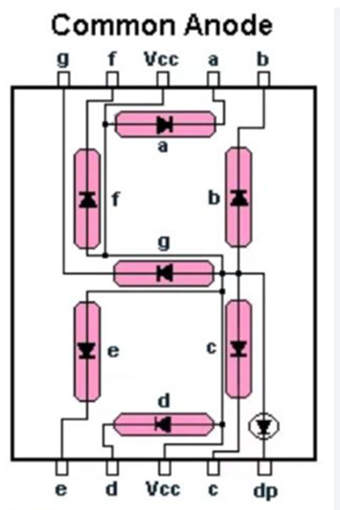 Common Anode
g f Vcc a b
a
f b
g
e c
d
e d Vcc c dp